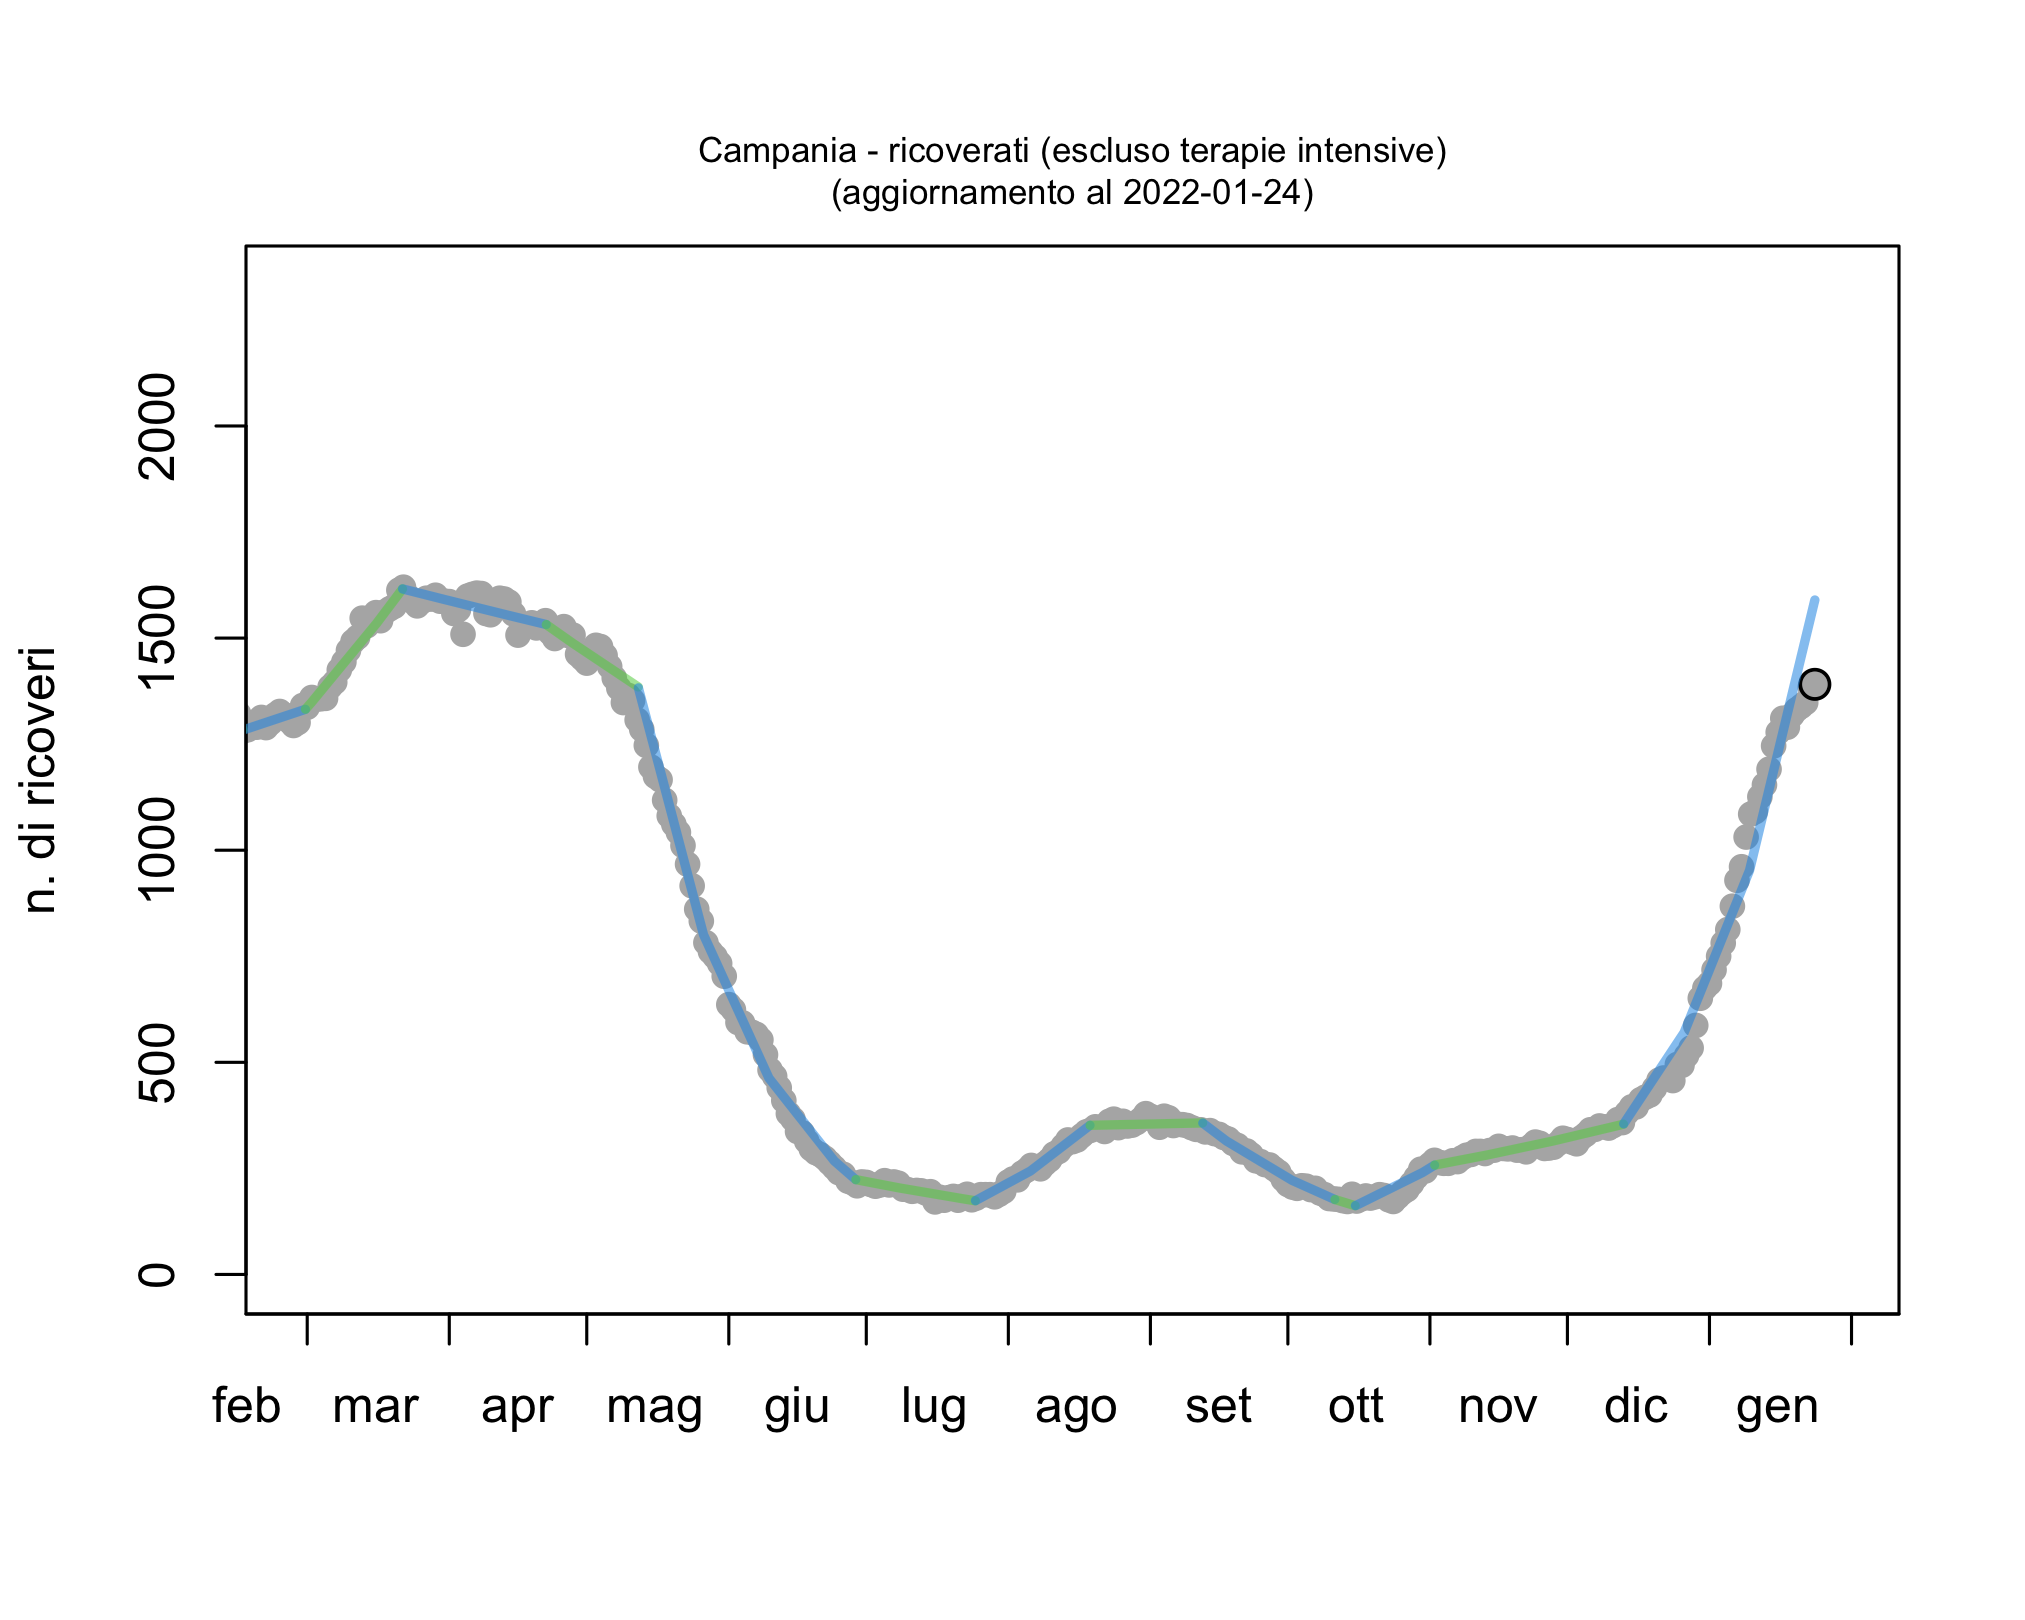 Campania - ricoverati (escluso terapie intensive)
(aggiornamento al 2022-01-24)
n. di ricoveri
2000
1500
1000
500
0
feb mar apr mag giu lug ago set ott nov dic gen